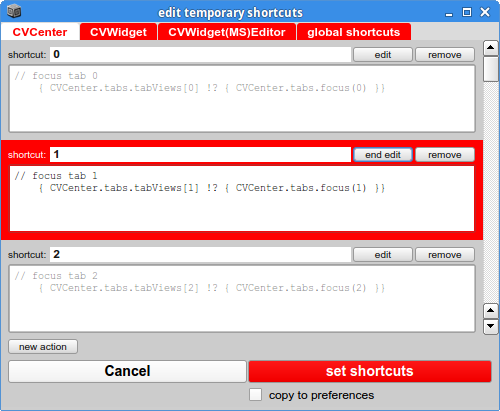 edit temporary shortcuts
CVCenter CVWidget CVWidget(MS)Editor global shortcuts
shortcut: 0 edit remove
// focus tab 0
{ CVCenter.tabs.tabViews[0] !? { CVCenter.tabs.focus(0) }}
shortcut: 1 end edit remove
// focus tab 1
{ CVCenter.tabs.tabViews[1] !? { CVCenter.tabs.focus(1) }}
shortcut: 2 edit remove
// focus tab 2
{ CVCenter.tabs.tabViews[2] !? { CVCenter.tabs.focus(2) }}
new action
Cancel set shortcuts
copy to preferences